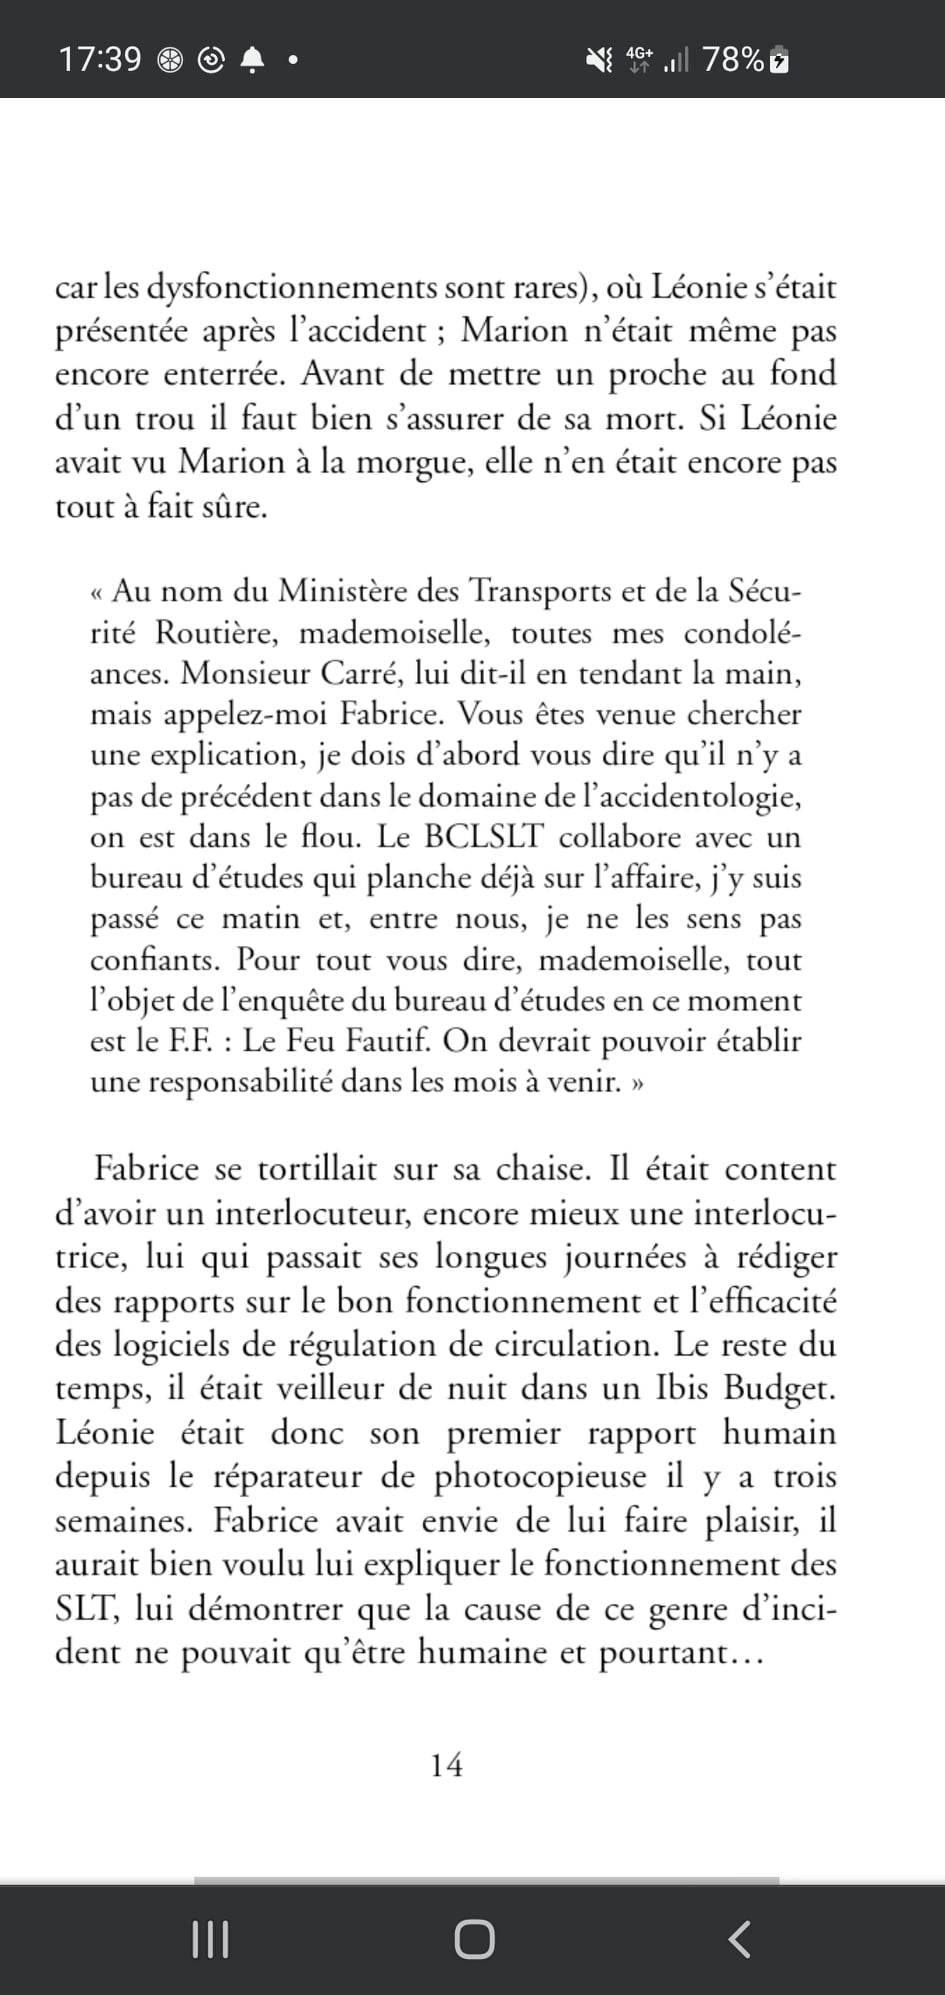 17:39
4G+
78%
car les dysfonctionnements sont rares), où Léonie s’était
présentée après l’accident ; Marion n’était même pas
encore enterrée. Avant de mettre un proche au fond
d’un trou il faut bien s’assurer de sa mort. Si Léonie
avait vu Marion à la morgue, elle n’en était encore pas
tout à fait sûre.
« Au nom du Ministère des Transports et de la Sécu-
rité Routière, mademoiselle, toutes mes condolé-
ances. Monsieur Carré, lui dit-il en tendant la main,
mais appelez-moi Fabrice. Vous êtes venue chercher
une explication, je dois d’abord vous dire qu’il n’y a
pas de précédent dans le domaine de l’accidentologie,
on est dans le flou. Le BCLSLT collabore avec un
bureau d’études qui planche déjà sur l’affaire, j’y suis
passé ce matin et, entre nous, je ne les sens pas
confiants. Pour tout vous dire, mademoiselle, tout
l’objet de l’enquête du bureau d’études en ce moment
est le F.F. : Le Feu Fautif. On devrait pouvoir établir
une responsabilité dans les mois à venir. »
Fabrice se tortillait sur sa chaise. Il était content
d’avoir un interlocuteur, encore mieux une interlocu-
trice, lui qui passait ses longues journées à rédiger
des rapports sur le bon fonctionnement et l’efficacité
des logiciels de régulation de circulation. Le reste du
temps, il était veilleur de nuit dans un Ibis Budget.
Léonie était donc son premier rapport humain
depuis le réparateur de photocopieuse il y a trois
semaines. Fabrice avait envie de lui faire plaisir, il
aurait bien voulu lui expliquer le fonctionnement des
SLT, lui démontrer que la cause de ce genre d’inci-
dent ne pouvait qu’être humaine et pourtant…
14